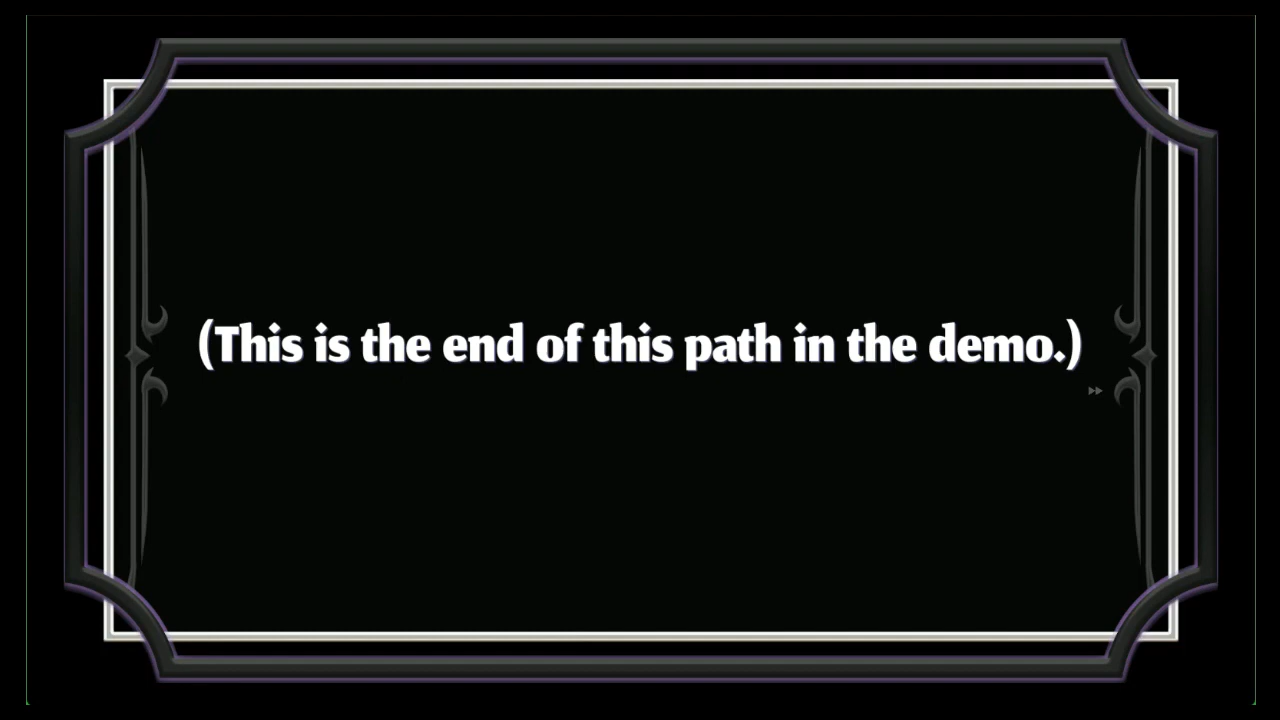 (This is the end of this path in the demo.)